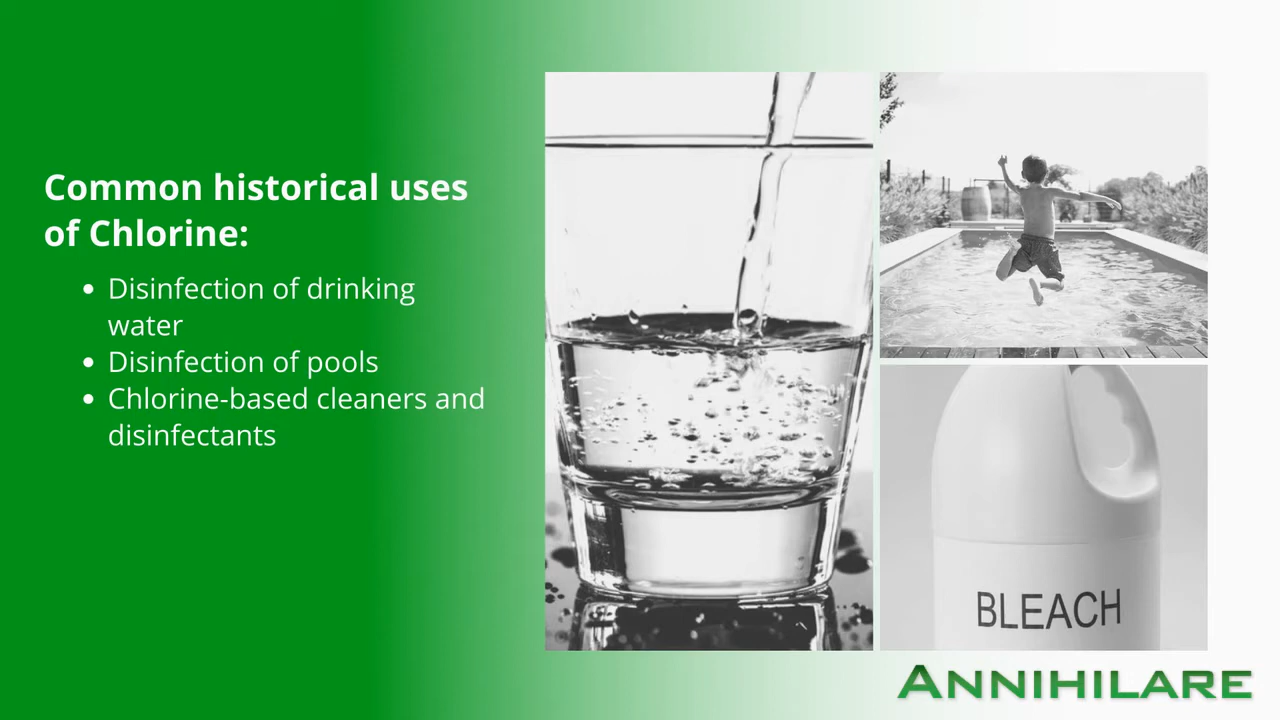 Common historical uses
of Chlorine:
• Disinfection of drinking
water
• Disinfection of pools
• Chlorine-based cleaners and
disinfectants
BLEACH
ANNIHILARE